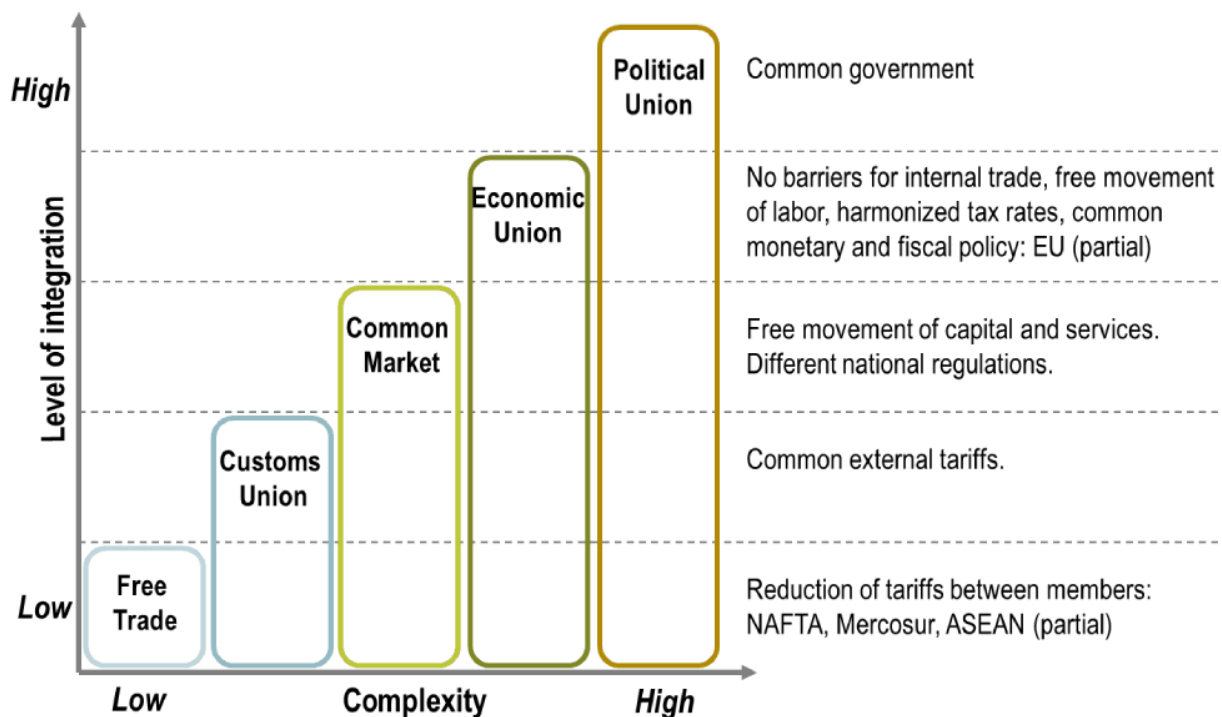 High
Level of integration
Low
Political
Union
Common government
Economic
Union
No barriers for internal trade, free movement
of labor, harmonized tax rates, common
monetary and fiscal policy: EU (partial)
Common
Market
Free movement of capital and services.
Different national regulations.
Customs
Union
Common external tariffs.
Free
Trade
Reduction of tariffs between members:
NAFTA, Mercosur, ASEAN (partial)
Low
Complexity
High